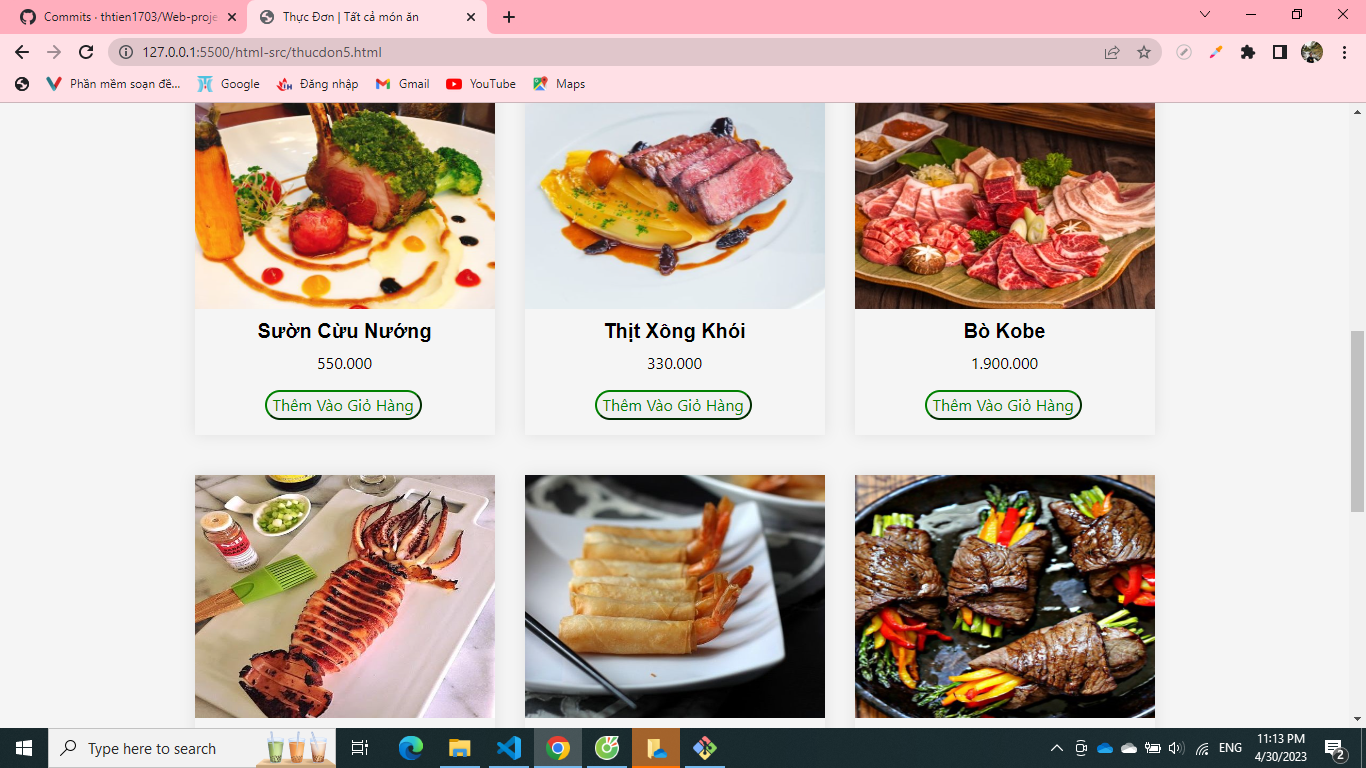 Commits · thtien1703/Web-proje
Thực Đơn | Tất cả món ăn
127.0.0.1:5500/html-src/thucdon5.html
Phần mềm soạn đề...
Google
Đăng nhập
Gmail
YouTube
Maps
Sườn Cừu Nướng
550.000
Thêm Vào Giỏ Hàng
Thịt Xông Khói
330.000
Thêm Vào Giỏ Hàng
Bò Kobe
1.900.000
Thêm Vào Giỏ Hàng
Type here to search
ENG
11:13 PM
4/30/2023
2